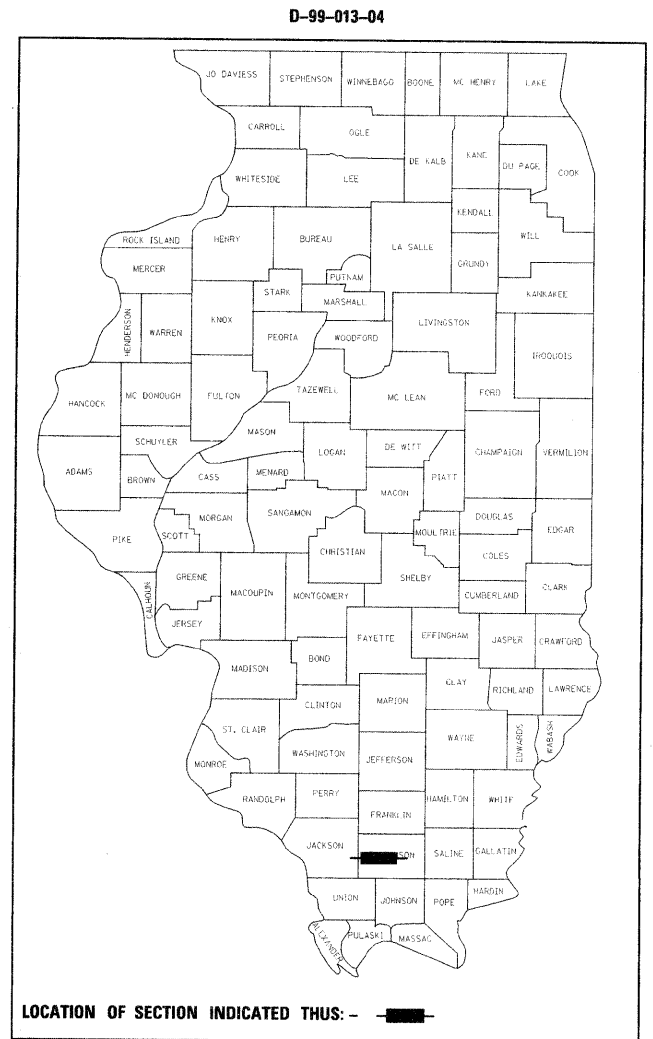 D-99-013-04
JO DAVIESS STEPHENSON WINNEBAGO BOONE MC HENRY LAKE
CARROLL OGLE DE KALB KANE DU PAGE COOK
WHITESIDE LEE
KENDALL
ROCK ISLAND HENRY BUREAU LA SALLE WILL
MERCER PUTNAM GRUNDY
STARK MARSHALL KANKAKEE
HENDERSON WARREN KNOX PEORIA WOODFORD LIVINGSTON IROQUOIS
HANCOCK MC DONOUGH FULTON TAZEWELL MC LEAN FORD
MASON
SCHUYLER LOGAN DE WITT CHAMPAIGN VERMILION
ADAMS BROWN CASS MENARD PIATT
MACON
MORGAN SANGAMON DOUGLAS
PIKE SCOTT CHRISTIAN MOULTRIE EDGAR
COLES
GREENE SHELBY
CALHOUN MACOUPIN MONTGOMERY CUMBERLAND CLARK
JERSEY
FAYETTE EFFINGHAM JASPER CRAWFORD
MADISON BOND
CLAY RICHLAND LAWRENCE
CLINTON MARION
ST. CLAIR WAYNE EDWARDS WABASH
WASHINGTON JEFFERSON
MONROE
RANDOLPH PERRY HAMILTON WHITE
FRANKLIN
JACKSON SON SALINE GALLATIN
UNION JOHNSON POPE HARDIN
ALEXANDER PULASKI MASSAC
LOCATION OF SECTION INDICATED THUS: -